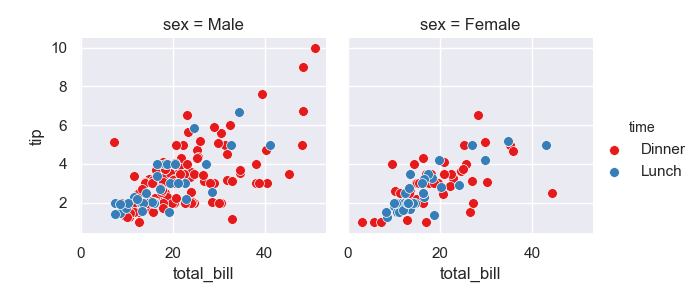 sex = Male
sex = Female
10
8
6
4
2
tip
0
20
40
total_bill
0
20
40
total_bill
time
Dinner
Lunch